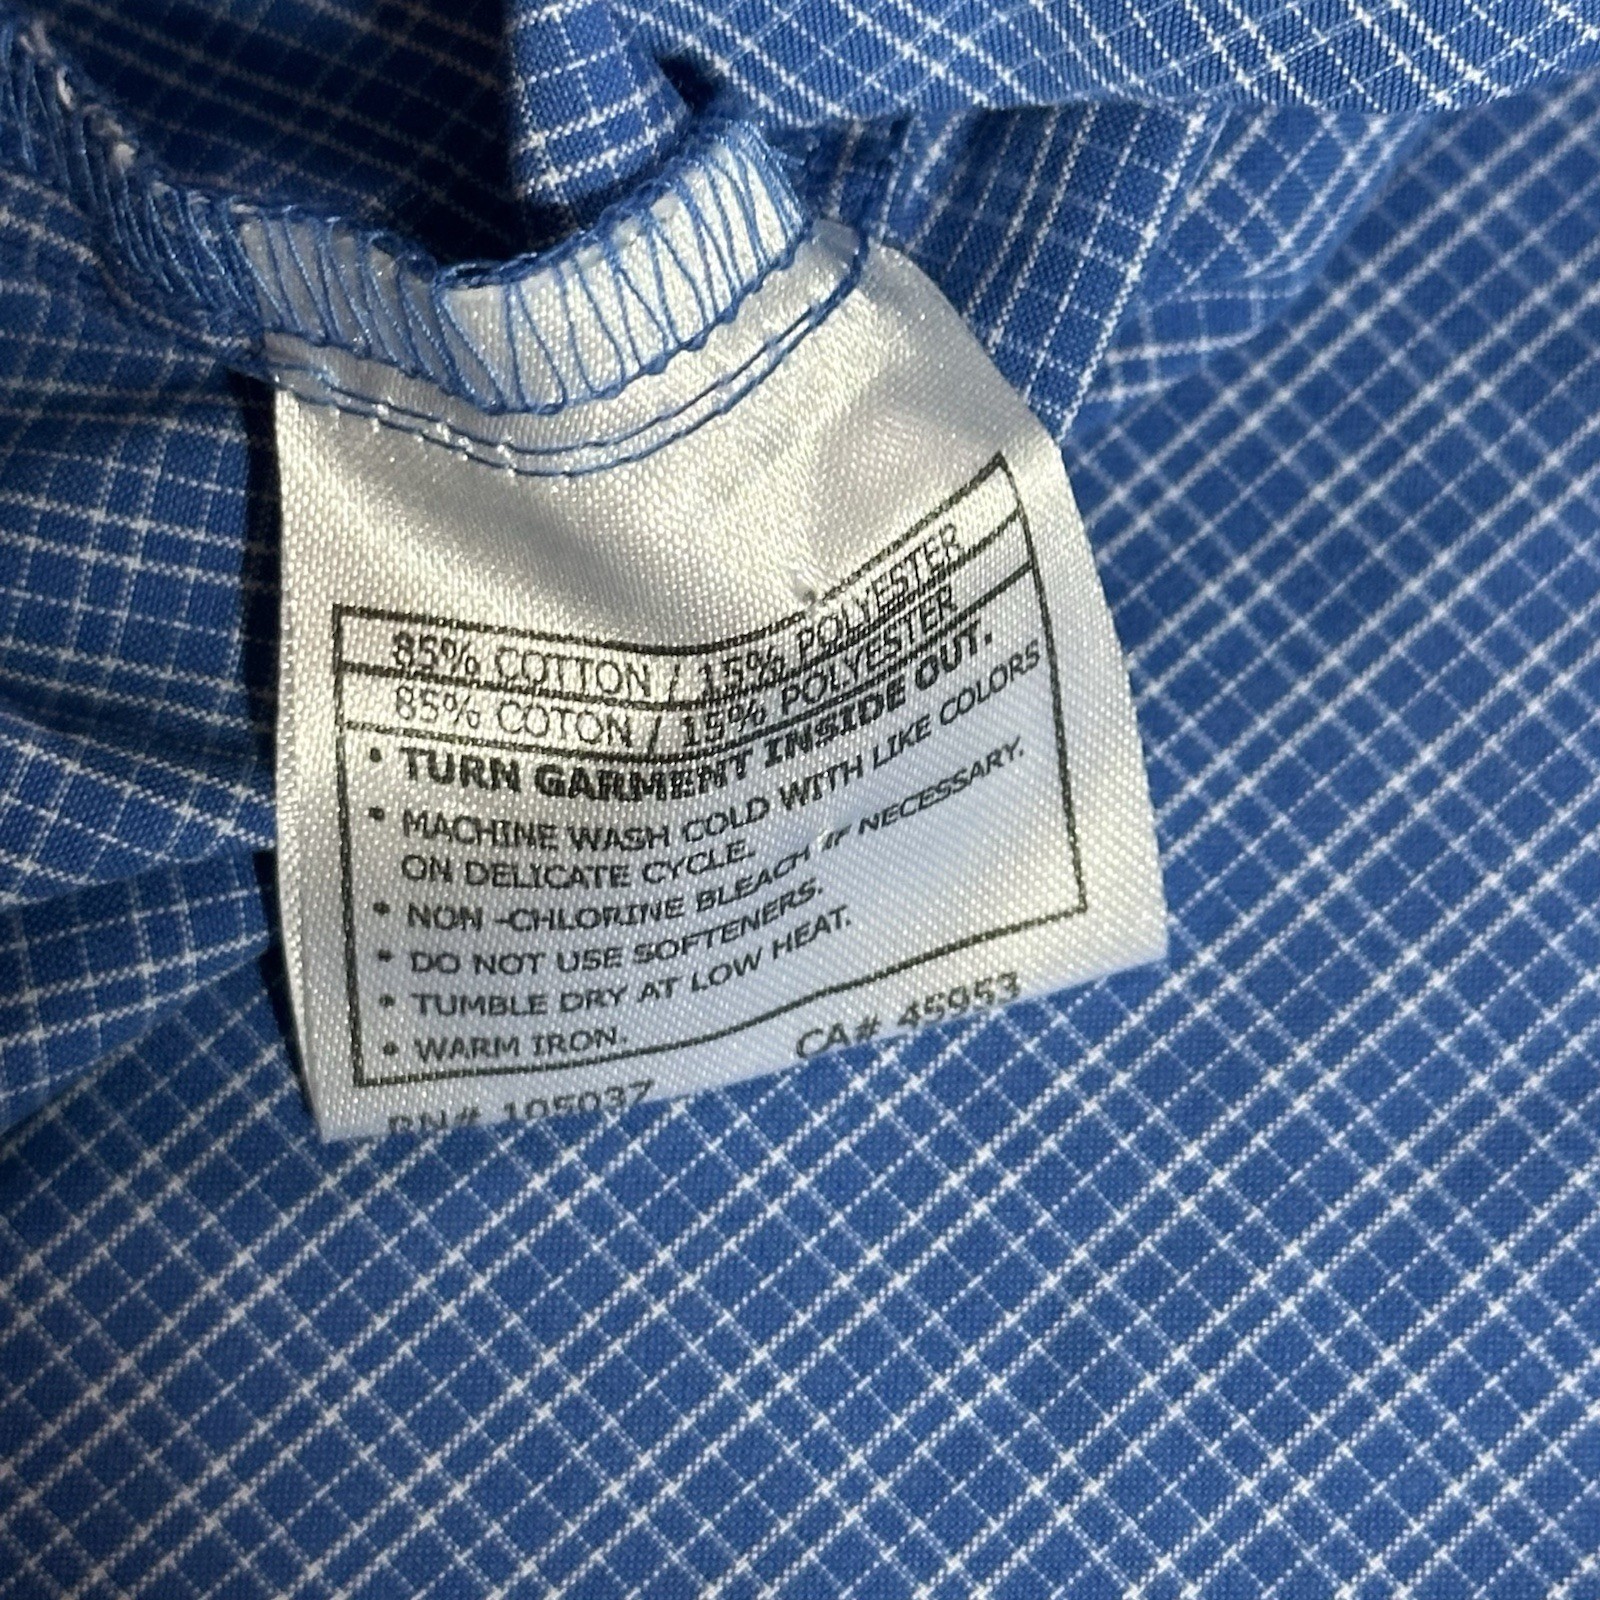 85% COTTON / 15% POLYESTER
85% COTON / 15% POLYESTER
• TURN GARMENT INSIDE OUT.
• MACHINE WASH COLD WITH LIKE COLORS
ON DELICATE CYCLE.
• NON -CHLORINE BLEACH IF NECESSARY.
• DO NOT USE SOFTENERS.
• TUMBLE DRY AT LOW HEAT.
• WARM IRON.
RN# 105037 CA# 45953